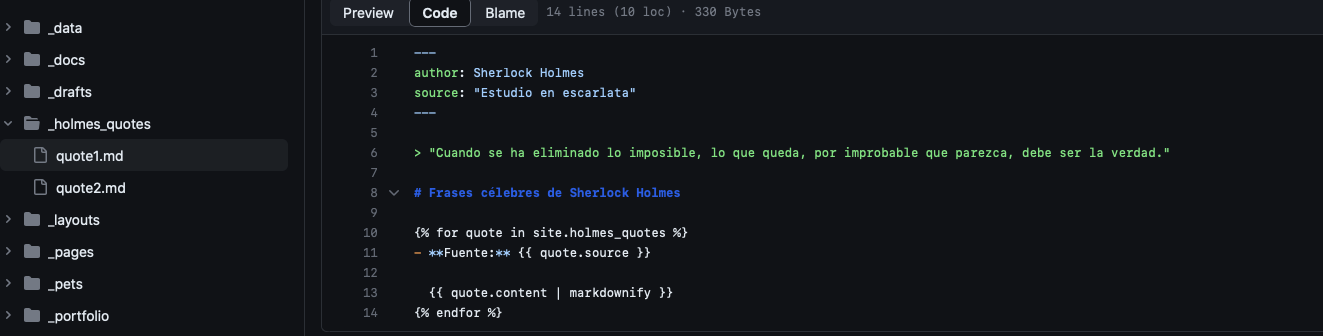 _data
_docs
_drafts
_holmes_quotes
quote1.md
quote2.md
_layouts
_pages
_pets
_portfolio
Preview Code Blame 14 lines (10 loc) · 330 Bytes
1 ---
2 author: Sherlock Holmes
3 source: "Estudio en escarlata"
4 ---
5
6 > "Cuando se ha eliminado lo imposible, lo que queda, por improbable que parezca, debe ser la verdad."
7
8 # Frases célebres de Sherlock Holmes
9
10 {% for quote in site.holmes_quotes %}
11 - **Fuente:** {{ quote.source }}
12
13 {{ quote.content | markdownify }}
14 {% endfor %}